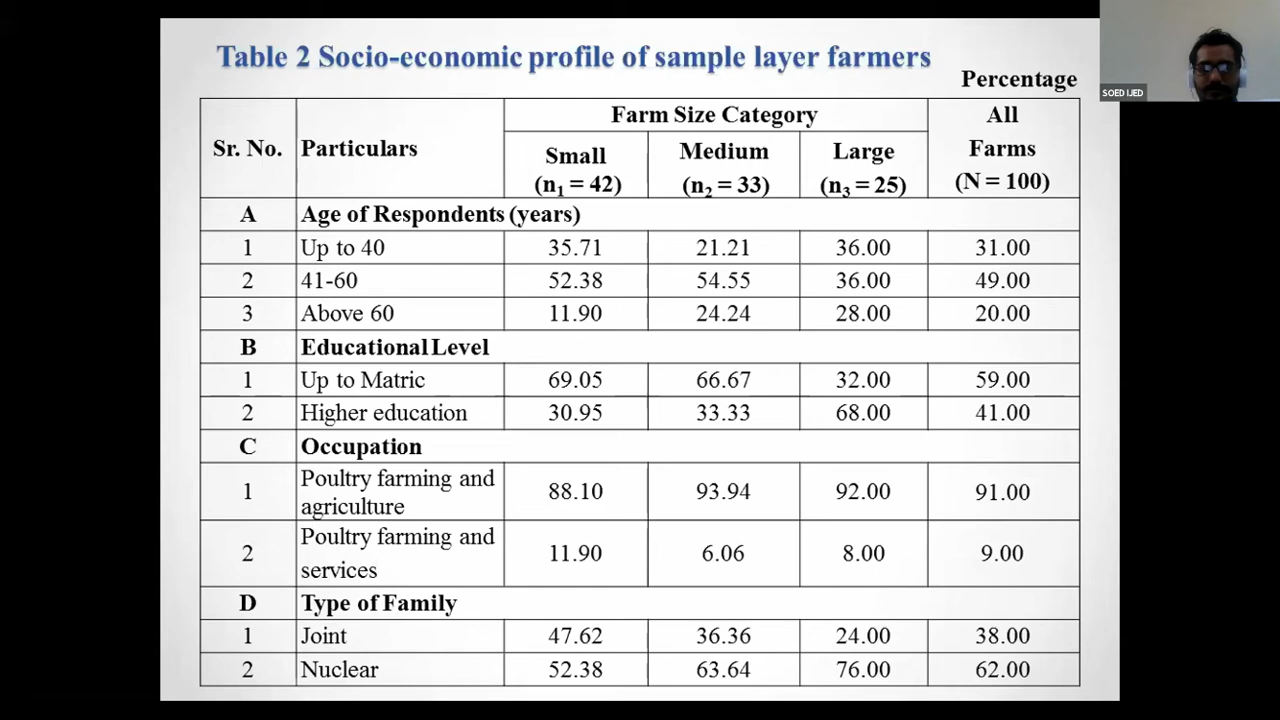 Table 2 Socio-economic profile of sample layer farmers
Percentage
SOED IJED
Sr. No. Particulars Farm Size Category All Farms (N = 100)
Small (n₁ = 42) Medium (n₂ = 33) Large (n₃ = 25)
A Age of Respondents (years)
1 Up to 40 35.71 21.21 36.00 31.00
2 41-60 52.38 54.55 36.00 49.00
3 Above 60 11.90 24.24 28.00 20.00
B Educational Level
1 Up to Matric 69.05 66.67 32.00 59.00
2 Higher education 30.95 33.33 68.00 41.00
C Occupation
1 Poultry farming and agriculture 88.10 93.94 92.00 91.00
2 Poultry farming and services 11.90 6.06 8.00 9.00
D Type of Family
1 Joint 47.62 36.36 24.00 38.00
2 Nuclear 52.38 63.64 76.00 62.00